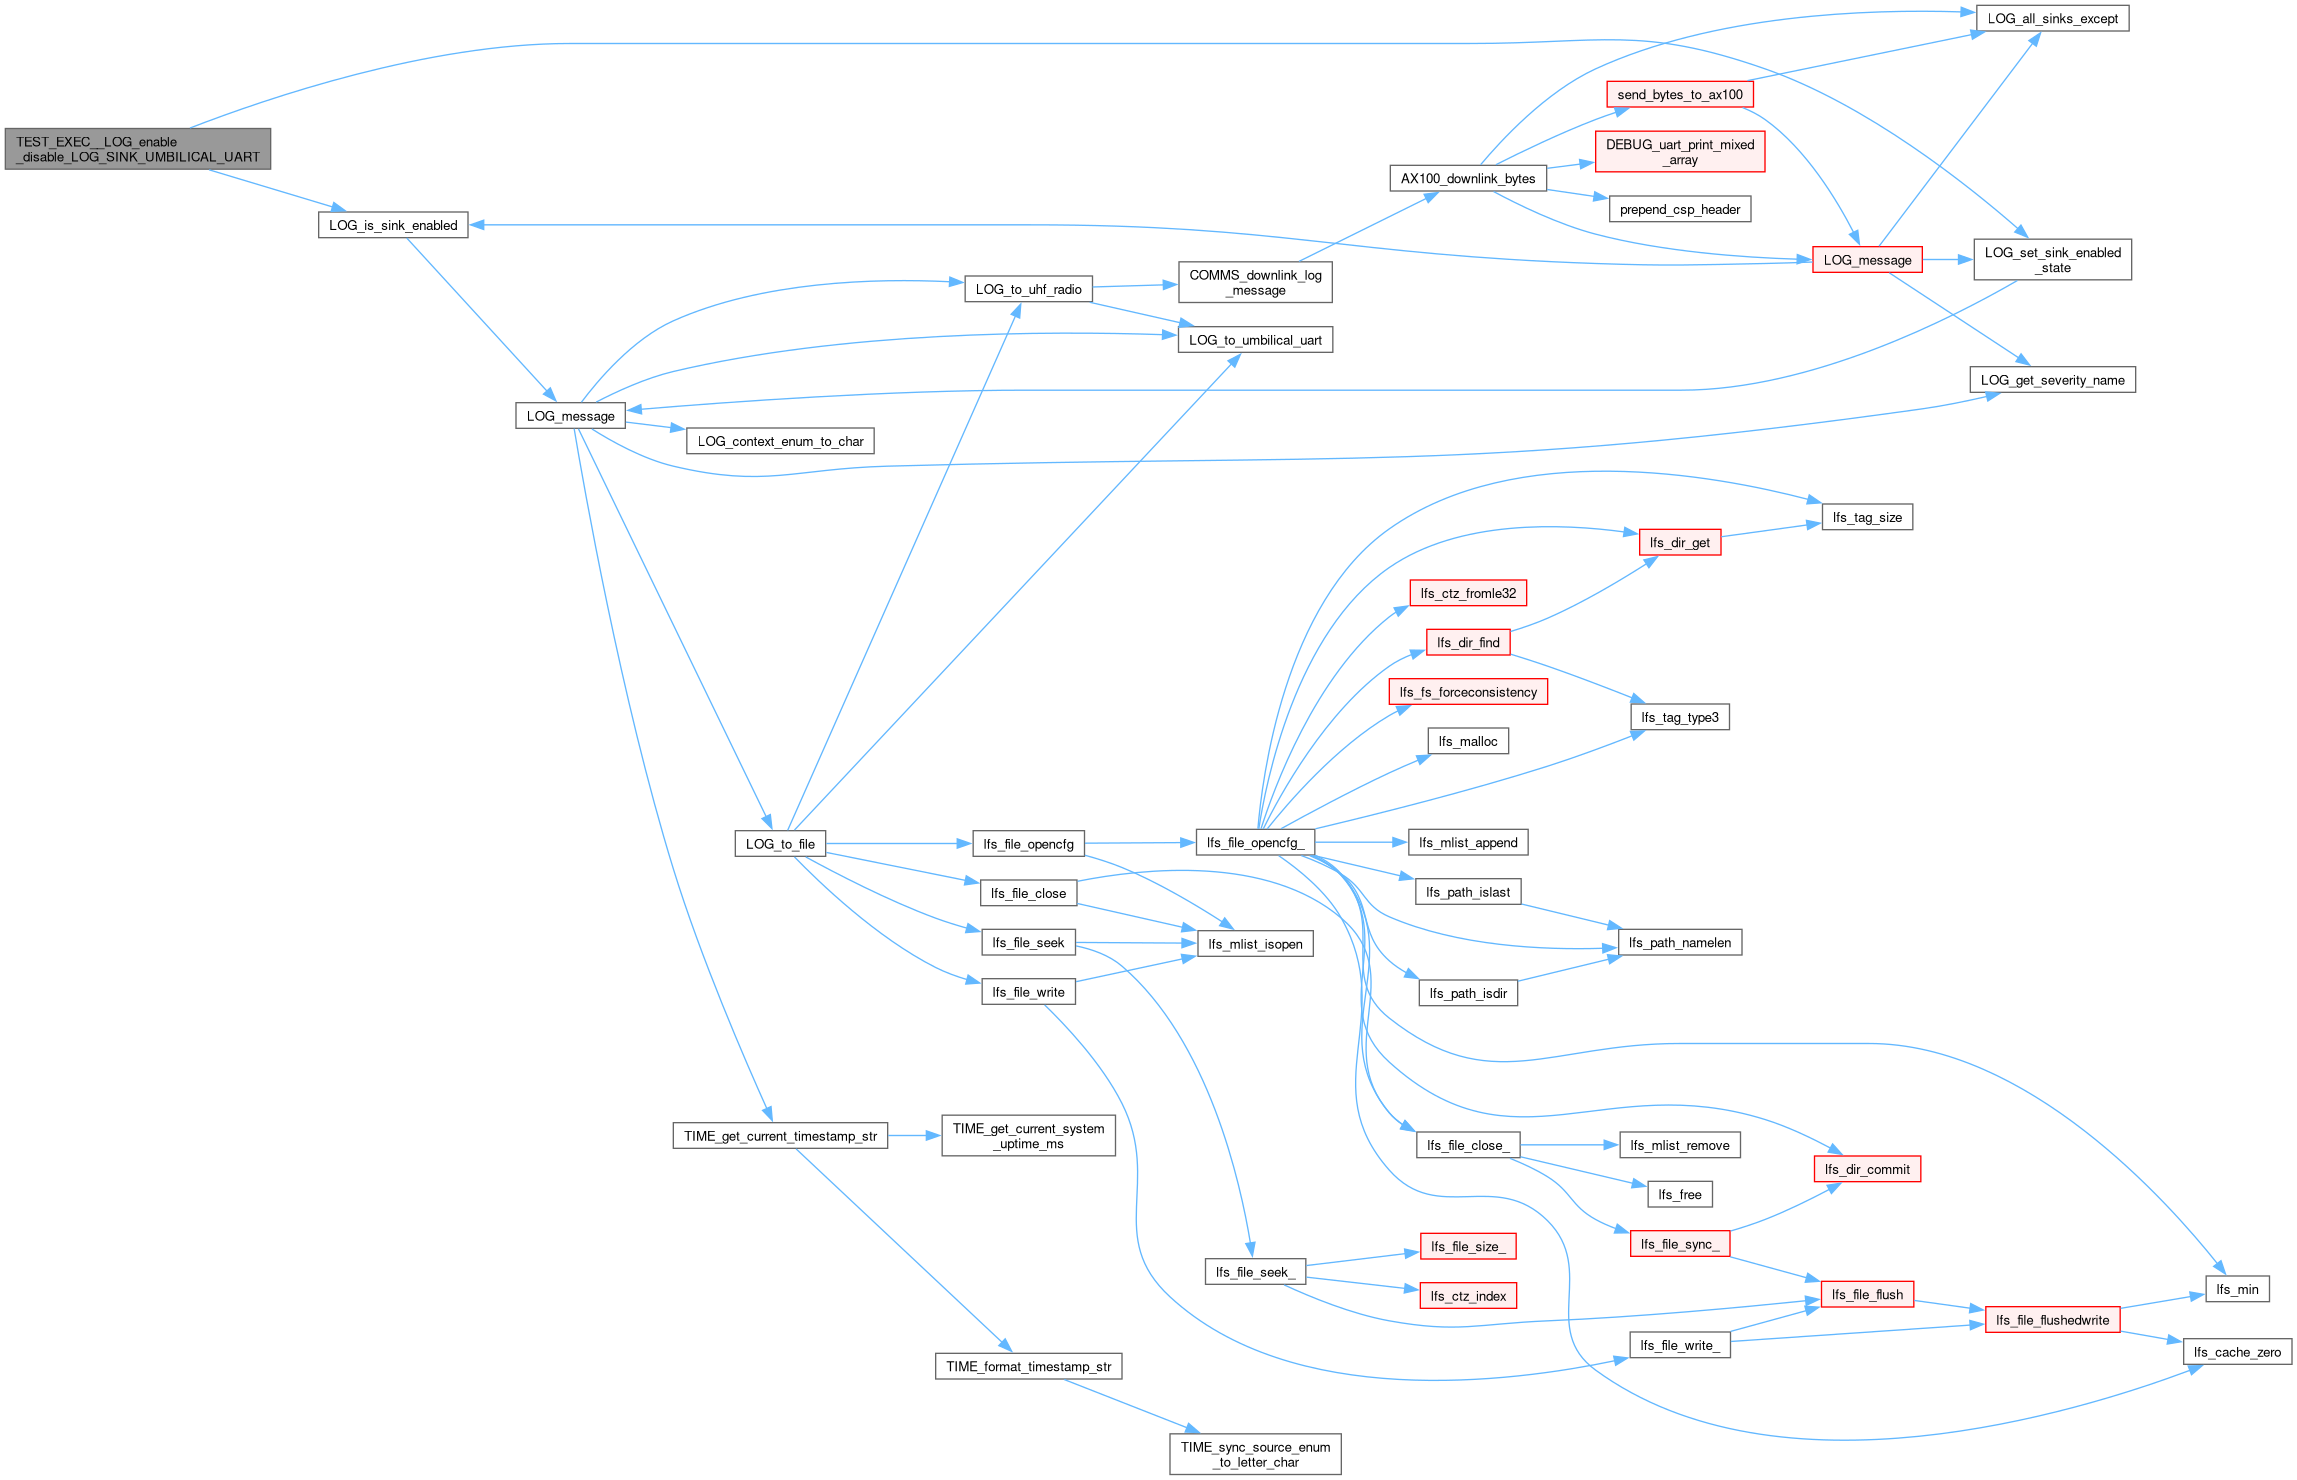 LOG_all_sinks_except
send_bytes_to_ax100
TEST_EXEC__LOG_enable
_disable_LOG_SINK_UMBILICAL_UART
DEBUG_uart_print_mixed
_array
AX100_downlink_bytes
prepend_csp_header
LOG_is_sink_enabled
LOG_message
LOG_set_sink_enabled
_state
LOG_to_uhf_radio
COMMS_downlink_log
_message
LOG_to_umbilical_uart
LOG_get_severity_name
LOG_message
LOG_context_enum_to_char
lfs_tag_size
lfs_dir_get
lfs_ctz_fromle32
lfs_dir_find
lfs_fs_forceconsistency
lfs_tag_type3
lfs_malloc
LOG_to_file
lfs_file_opencfg
lfs_file_opencfg_
lfs_mlist_append
lfs_file_close
lfs_path_islast
lfs_file_seek
lfs_mlist_isopen
lfs_path_namelen
lfs_file_write
lfs_path_isdir
TIME_get_current_timestamp_str
TIME_get_current_system
_uptime_ms
lfs_file_close_
lfs_mlist_remove
lfs_dir_commit
lfs_free
lfs_file_sync_
lfs_file_size_
lfs_file_seek_
lfs_ctz_index
lfs_file_flush
lfs_min
lfs_file_flushedwrite
lfs_file_write_
lfs_cache_zero
TIME_format_timestamp_str
TIME_sync_source_enum
_to_letter_char